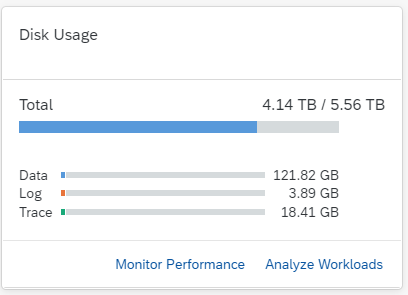 Disk Usage
Total 4.14 TB / 5.56 TB
Data 121.82 GB
Log 3.89 GB
Trace 18.41 GB
Monitor Performance Analyze Workloads